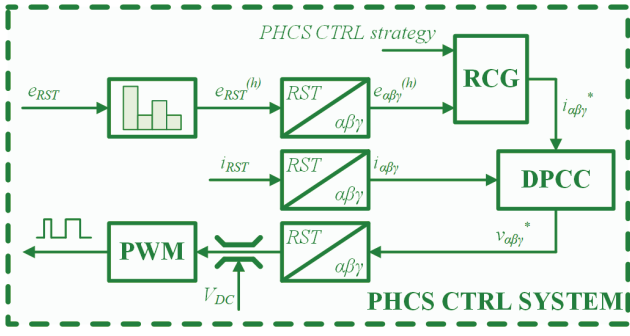 PHCS CTRL strategy
e_RST
e_RST^(h)
RST
αβγ
e_αβγ^(h)
RCG
i_αβγ*
i_RST
RST
αβγ
i_αβγ
DPCC
v_αβγ*
PWM
RST
αβγ
V_DC
PHCS CTRL SYSTEM